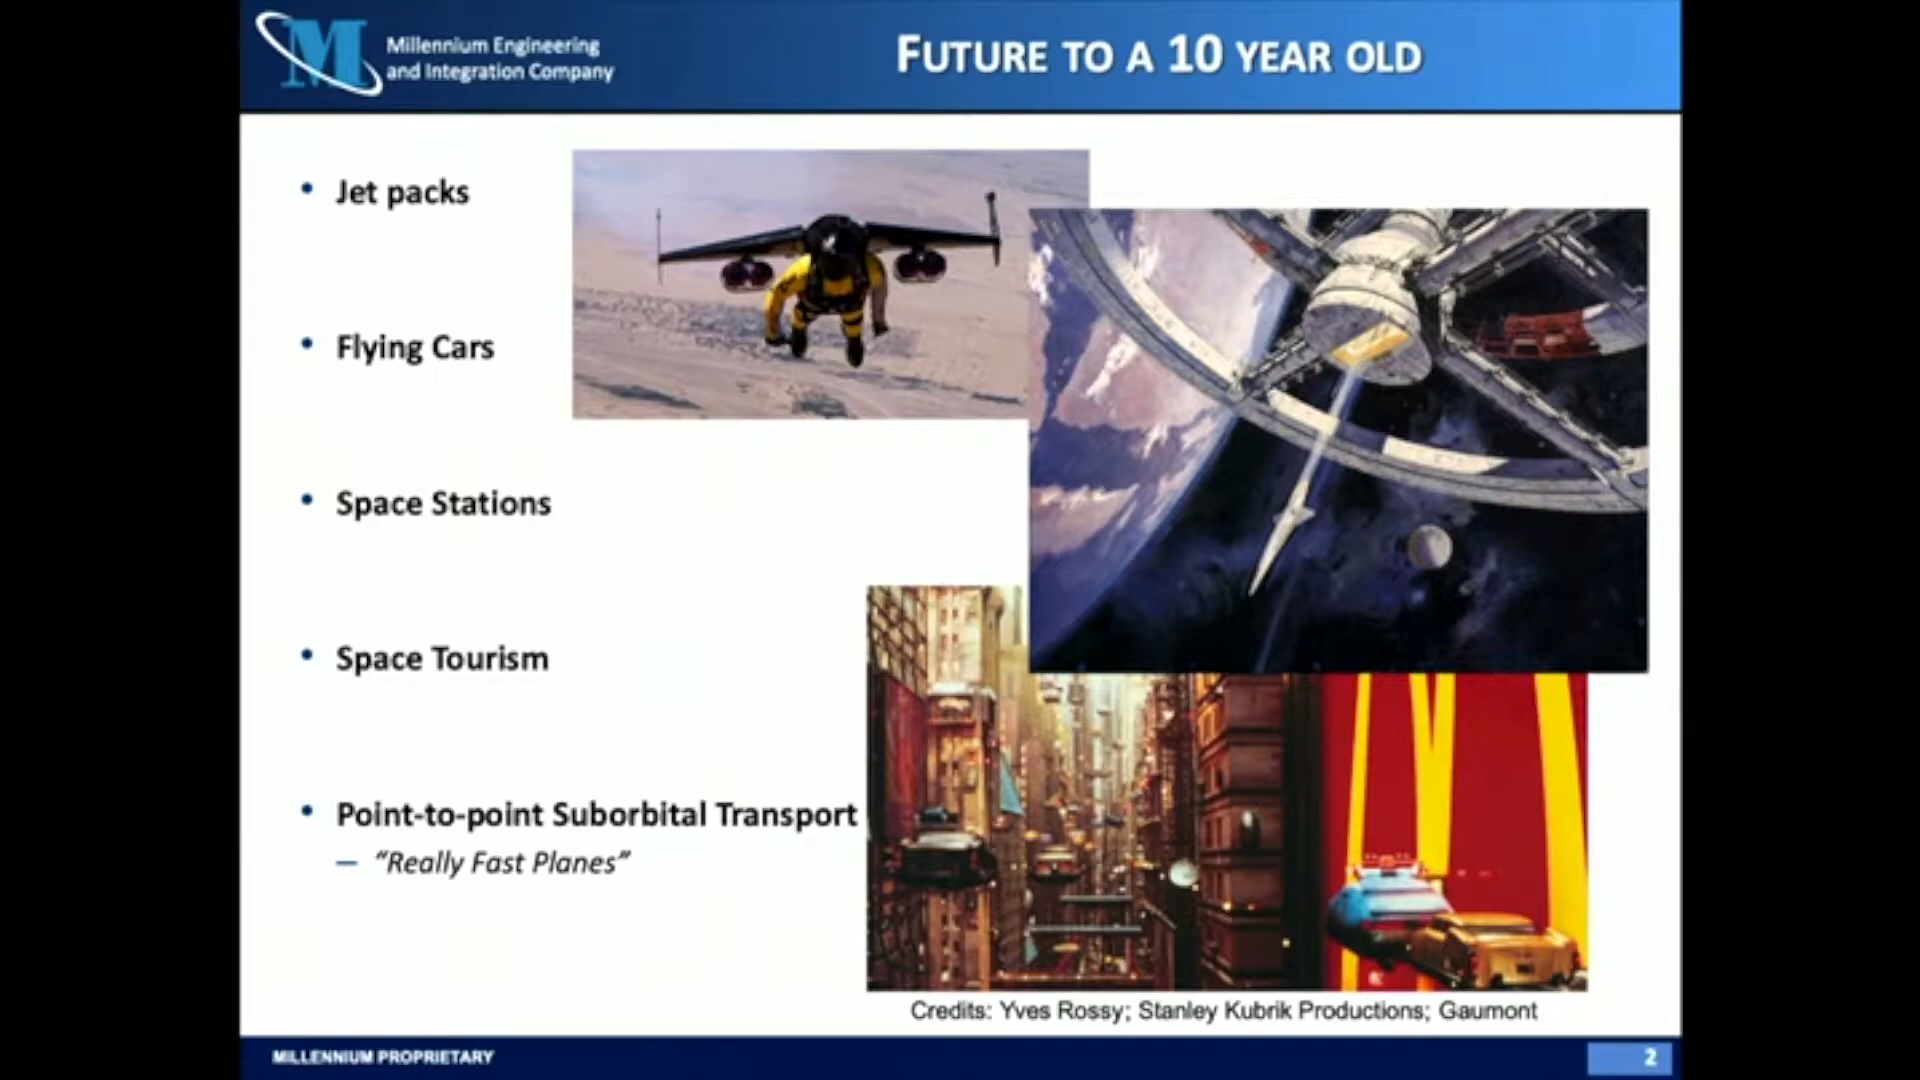 Millennium Engineering
and Integration Company
FUTURE TO A 10 YEAR OLD
• Jet packs
• Flying Cars
• Space Stations
• Space Tourism
• Point-to-point Suborbital Transport
– “Really Fast Planes”
Credits: Yves Rossy; Stanley Kubrik Productions; Gaumont
MILLENNIUM PROPRIETARY
2